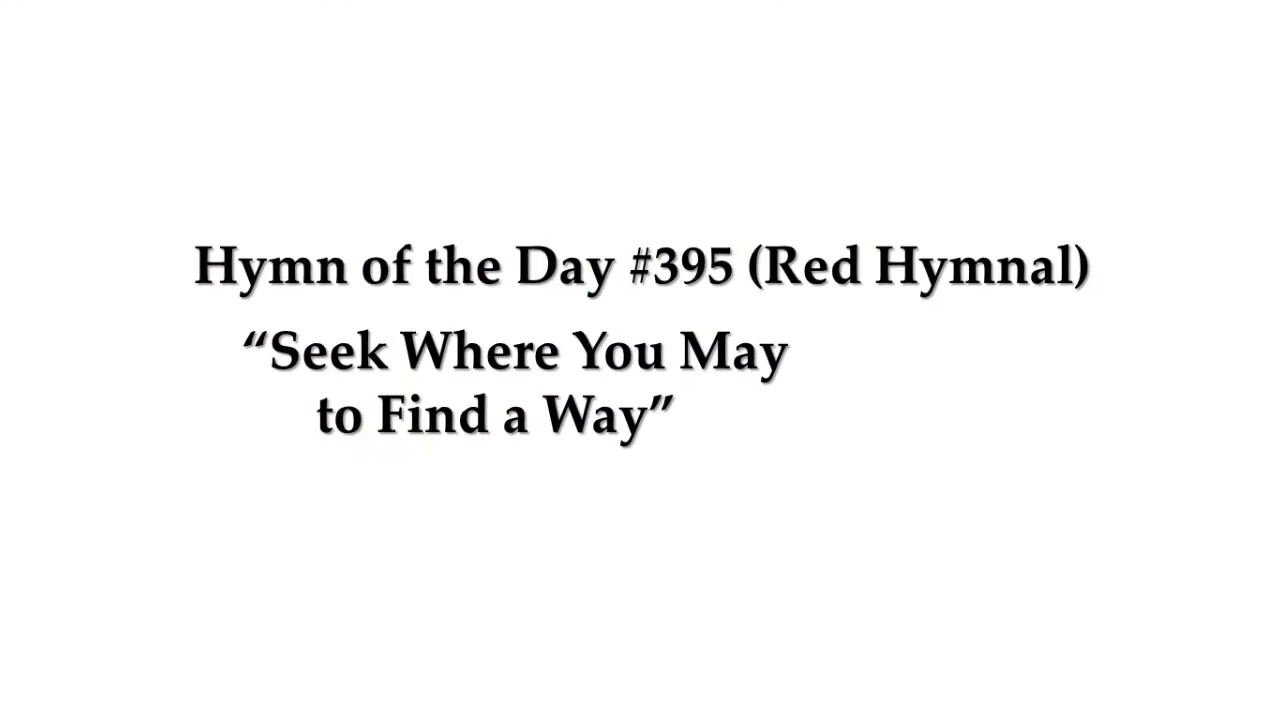 Hymn of the Day #395 (Red Hymnal)
“Seek Where You May
to Find a Way”